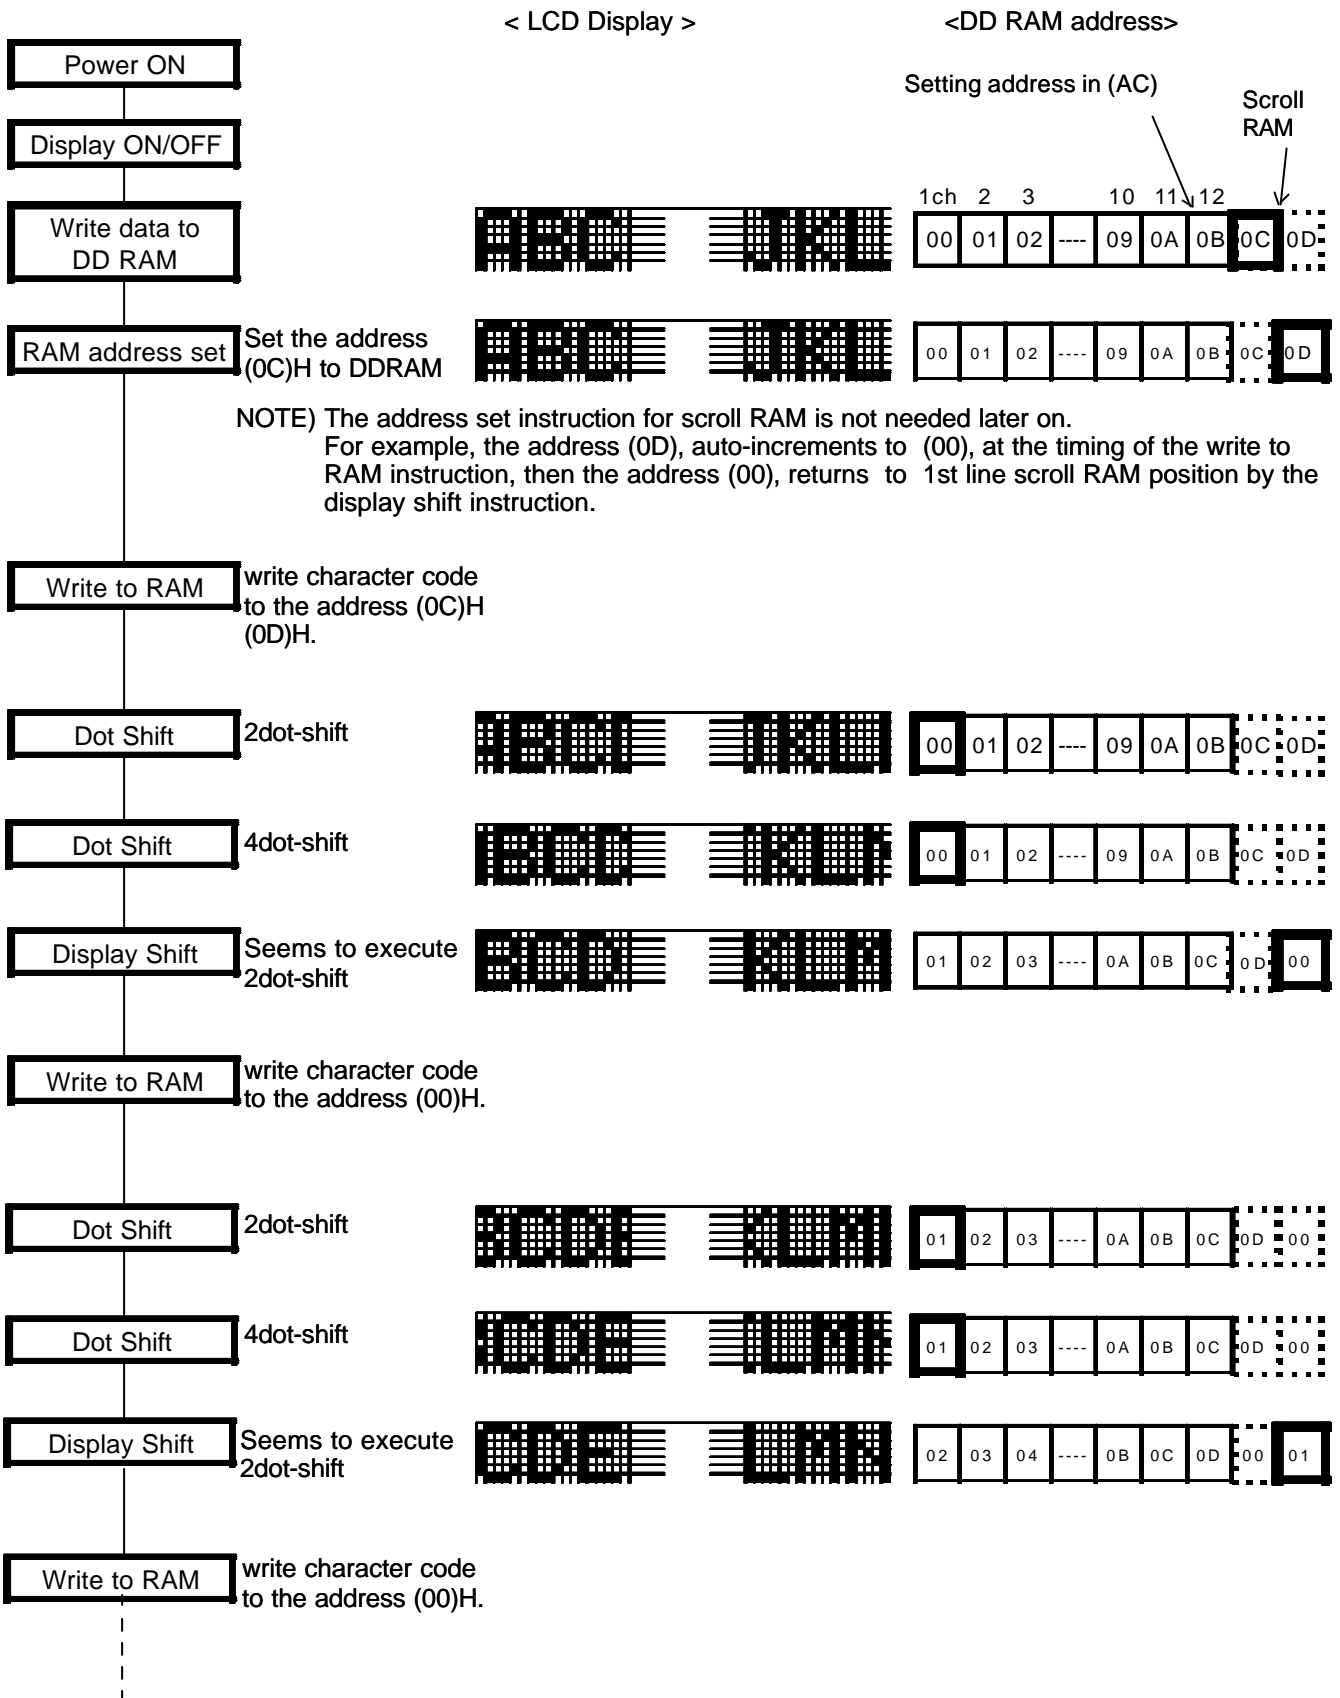 < LCD Display >
<DD RAM address>
Power ON
Setting address in (AC)
Scroll
RAM
Display ON/OFF
1ch 2 3 10 11 12
Write data to
DD RAM
ABC JKL
00 01 02 ---- 09 0A 0B 0C 0D
RAM address set
Set the address
(0C)H to DDRAM
ABC JKL
00 01 02 ---- 09 0A 0B 0C 0D
NOTE) The address set instruction for scroll RAM is not needed later on.
For example, the address (0D), auto-increments to (00), at the timing of the write to
RAM instruction, then the address (00), returns to 1st line scroll RAM position by the
display shift instruction.
Write to RAM
write character code
to the address (0C)H
(0D)H.
Dot Shift
2dot-shift
00 01 02 ---- 09 0A 0B 0C 0D
Dot Shift
4dot-shift
00 01 02 ---- 09 0A 0B 0C 0D
Display Shift
Seems to execute
2dot-shift
BCD KLM
01 02 03 ---- 0A 0B 0C 0D 00
Write to RAM
write character code
to the address (00)H.
Dot Shift
2dot-shift
01 02 03 ---- 0A 0B 0C 0D 00
Dot Shift
4dot-shift
01 02 03 ---- 0A 0B 0C 0D 00
Display Shift
Seems to execute
2dot-shift
CDE LMN
02 03 04 ---- 0B 0C 0D 00 01
Write to RAM
write character code
to the address (00)H.